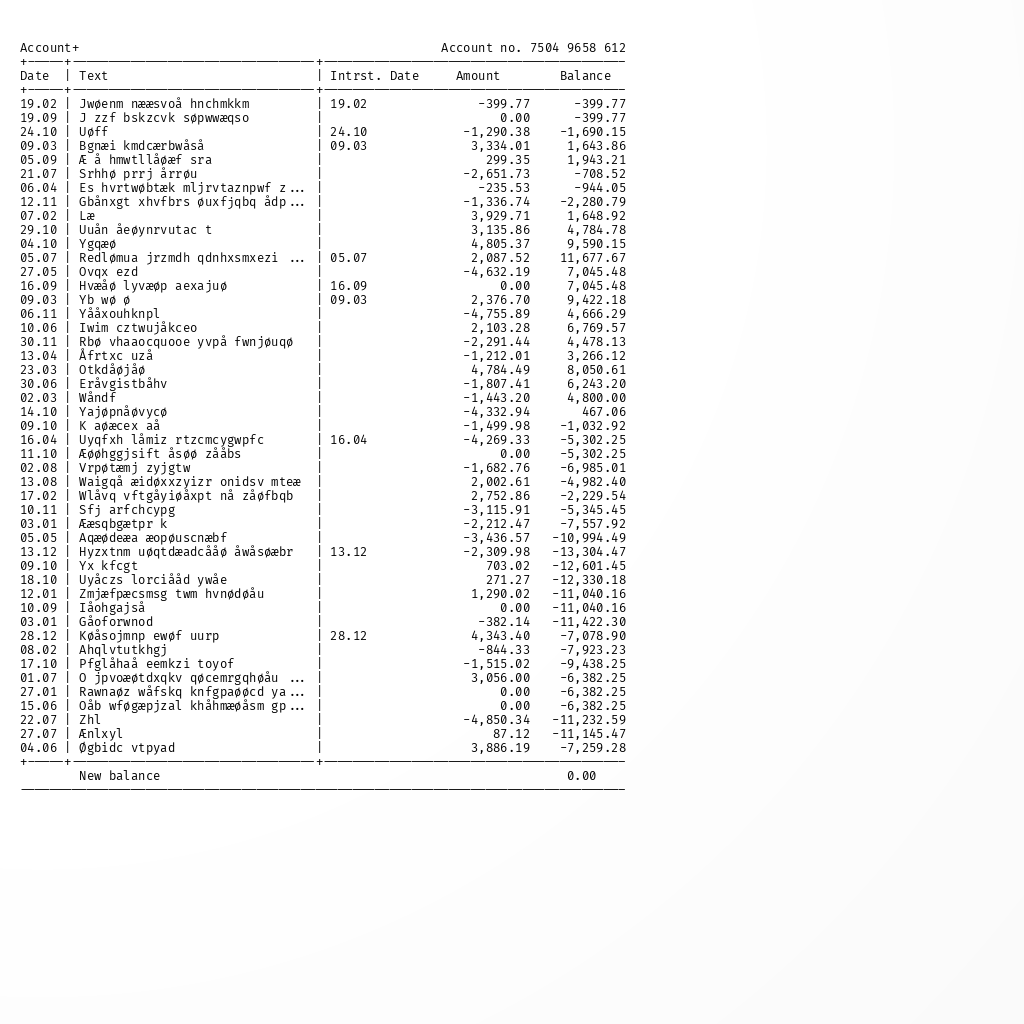 Account+ Account no. 7504 9658 612
+-----+---------------------------------+-----------------------------------------
Date | Text | Intrst. Date Amount Balance
+-----+---------------------------------+-----------------------------------------
19.02 | Jwøenm nææsvoå hnchmkkm | 19.02 -399.77 -399.77
19.09 | J zzf bskzcvk søpwwæqso | 0.00 -399.77
24.10 | Uøff | 24.10 -1,290.38 -1,690.15
09.03 | Bgnæi kmdcærbwåså | 09.03 3,334.01 1,643.86
05.09 | Æ å hmwtllåøæf sra | 299.35 1,943.21
21.07 | Srhhø prrj årrøu | -2,651.73 -708.52
06.04 | Es hvrtwøbtæk mljrvtaznpwf z... | -235.53 -944.05
12.11 | Gbånxgt xhvfbrs øuxfjqbq ådp... | -1,336.74 -2,280.79
07.02 | Læ | 3,929.71 1,648.92
29.10 | Uuån åeøynrvutac t | 3,135.86 4,784.78
04.10 | Ygqæø | 4,805.37 9,590.15
05.07 | Redlømua jrzmdh qdnhxsmxezi ... | 05.07 2,087.52 11,677.67
27.05 | Ovqx ezd | -4,632.19 7,045.48
16.09 | Hvæåø lyvæøp aexajuø | 16.09 0.00 7,045.48
09.03 | Yb wø ø | 09.03 2,376.70 9,422.18
06.11 | Yååxouhknpl | -4,755.89 4,666.29
10.06 | Iwim cztwujåkceo | 2,103.28 6,769.57
30.11 | Rbø vhaaocquooe yvpå fwnjøuqø | -2,291.44 4,478.13
13.04 | Åfrtxc uzå | -1,212.01 3,266.12
23.03 | Otkdåøjåø | 4,784.49 8,050.61
30.06 | Eråvgistbåhv | -1,807.41 6,243.20
02.03 | Wåndf | -1,443.20 4,800.00
14.10 | Yajøpnåøvycø | -4,332.94 467.06
09.10 | K aøæcex aå | -1,499.98 -1,032.92
16.04 | Uyqfxh låmiz rtzcmcygwpfc | 16.04 -4,269.33 -5,302.25
11.10 | Æøøhggjsift åsøø zååbs | 0.00 -5,302.25
02.08 | Vrpøtæmj zyjgtw | -1,682.76 -6,985.01
13.08 | Waigqå æidøxxzyizr onidsv mteæ | 2,002.61 -4,982.40
17.02 | Wlåvq vftgåyiøåxpt nå zåøfbqb | 2,752.86 -2,229.54
10.11 | Sfj arfchcypg | -3,115.91 -5,345.45
03.01 | Ææsqbgætpr k | -2,212.47 -7,557.92
05.05 | Aqæødeæa æopøuscnæbf | -3,436.57 -10,994.49
13.12 | Hyzxtnm uøqtdæadcååø åwåsøæbr | 13.12 -2,309.98 -13,304.47
09.10 | Yx kfcgt | 703.02 -12,601.45
18.10 | Uyåczs lorciååd ywåe | 271.27 -12,330.18
12.01 | Zmjæfpæcsmsg twm hvnødøåu | 1,290.02 -11,040.16
10.09 | Iåohgajså | 0.00 -11,040.16
03.01 | Gåoforwnod | -382.14 -11,422.30
28.12 | Køåsojmnp ewøf uurp | 28.12 4,343.40 -7,078.90
08.02 | Ahqlvtutkhgj | -844.33 -7,923.23
17.10 | Pfglåhaå eemkzi toyof | -1,515.02 -9,438.25
01.07 | O jpvoæøtdxqkv qøcemrgqhøåu ... | 3,056.00 -6,382.25
27.01 | Rawnaøz wåfskq knfgpaøøcd ya... | 0.00 -6,382.25
15.06 | Oåb wføgæpjzal khåhmæøåsm gp... | 0.00 -6,382.25
22.07 | Zhl | -4,850.34 -11,232.59
27.07 | Ænlxyl | 87.12 -11,145.47
04.06 | Øgbidc vtpyad | 3,886.19 -7,259.28
+-----+---------------------------------+-----------------------------------------
New balance 0.00
----------------------------------------------------------------------------------